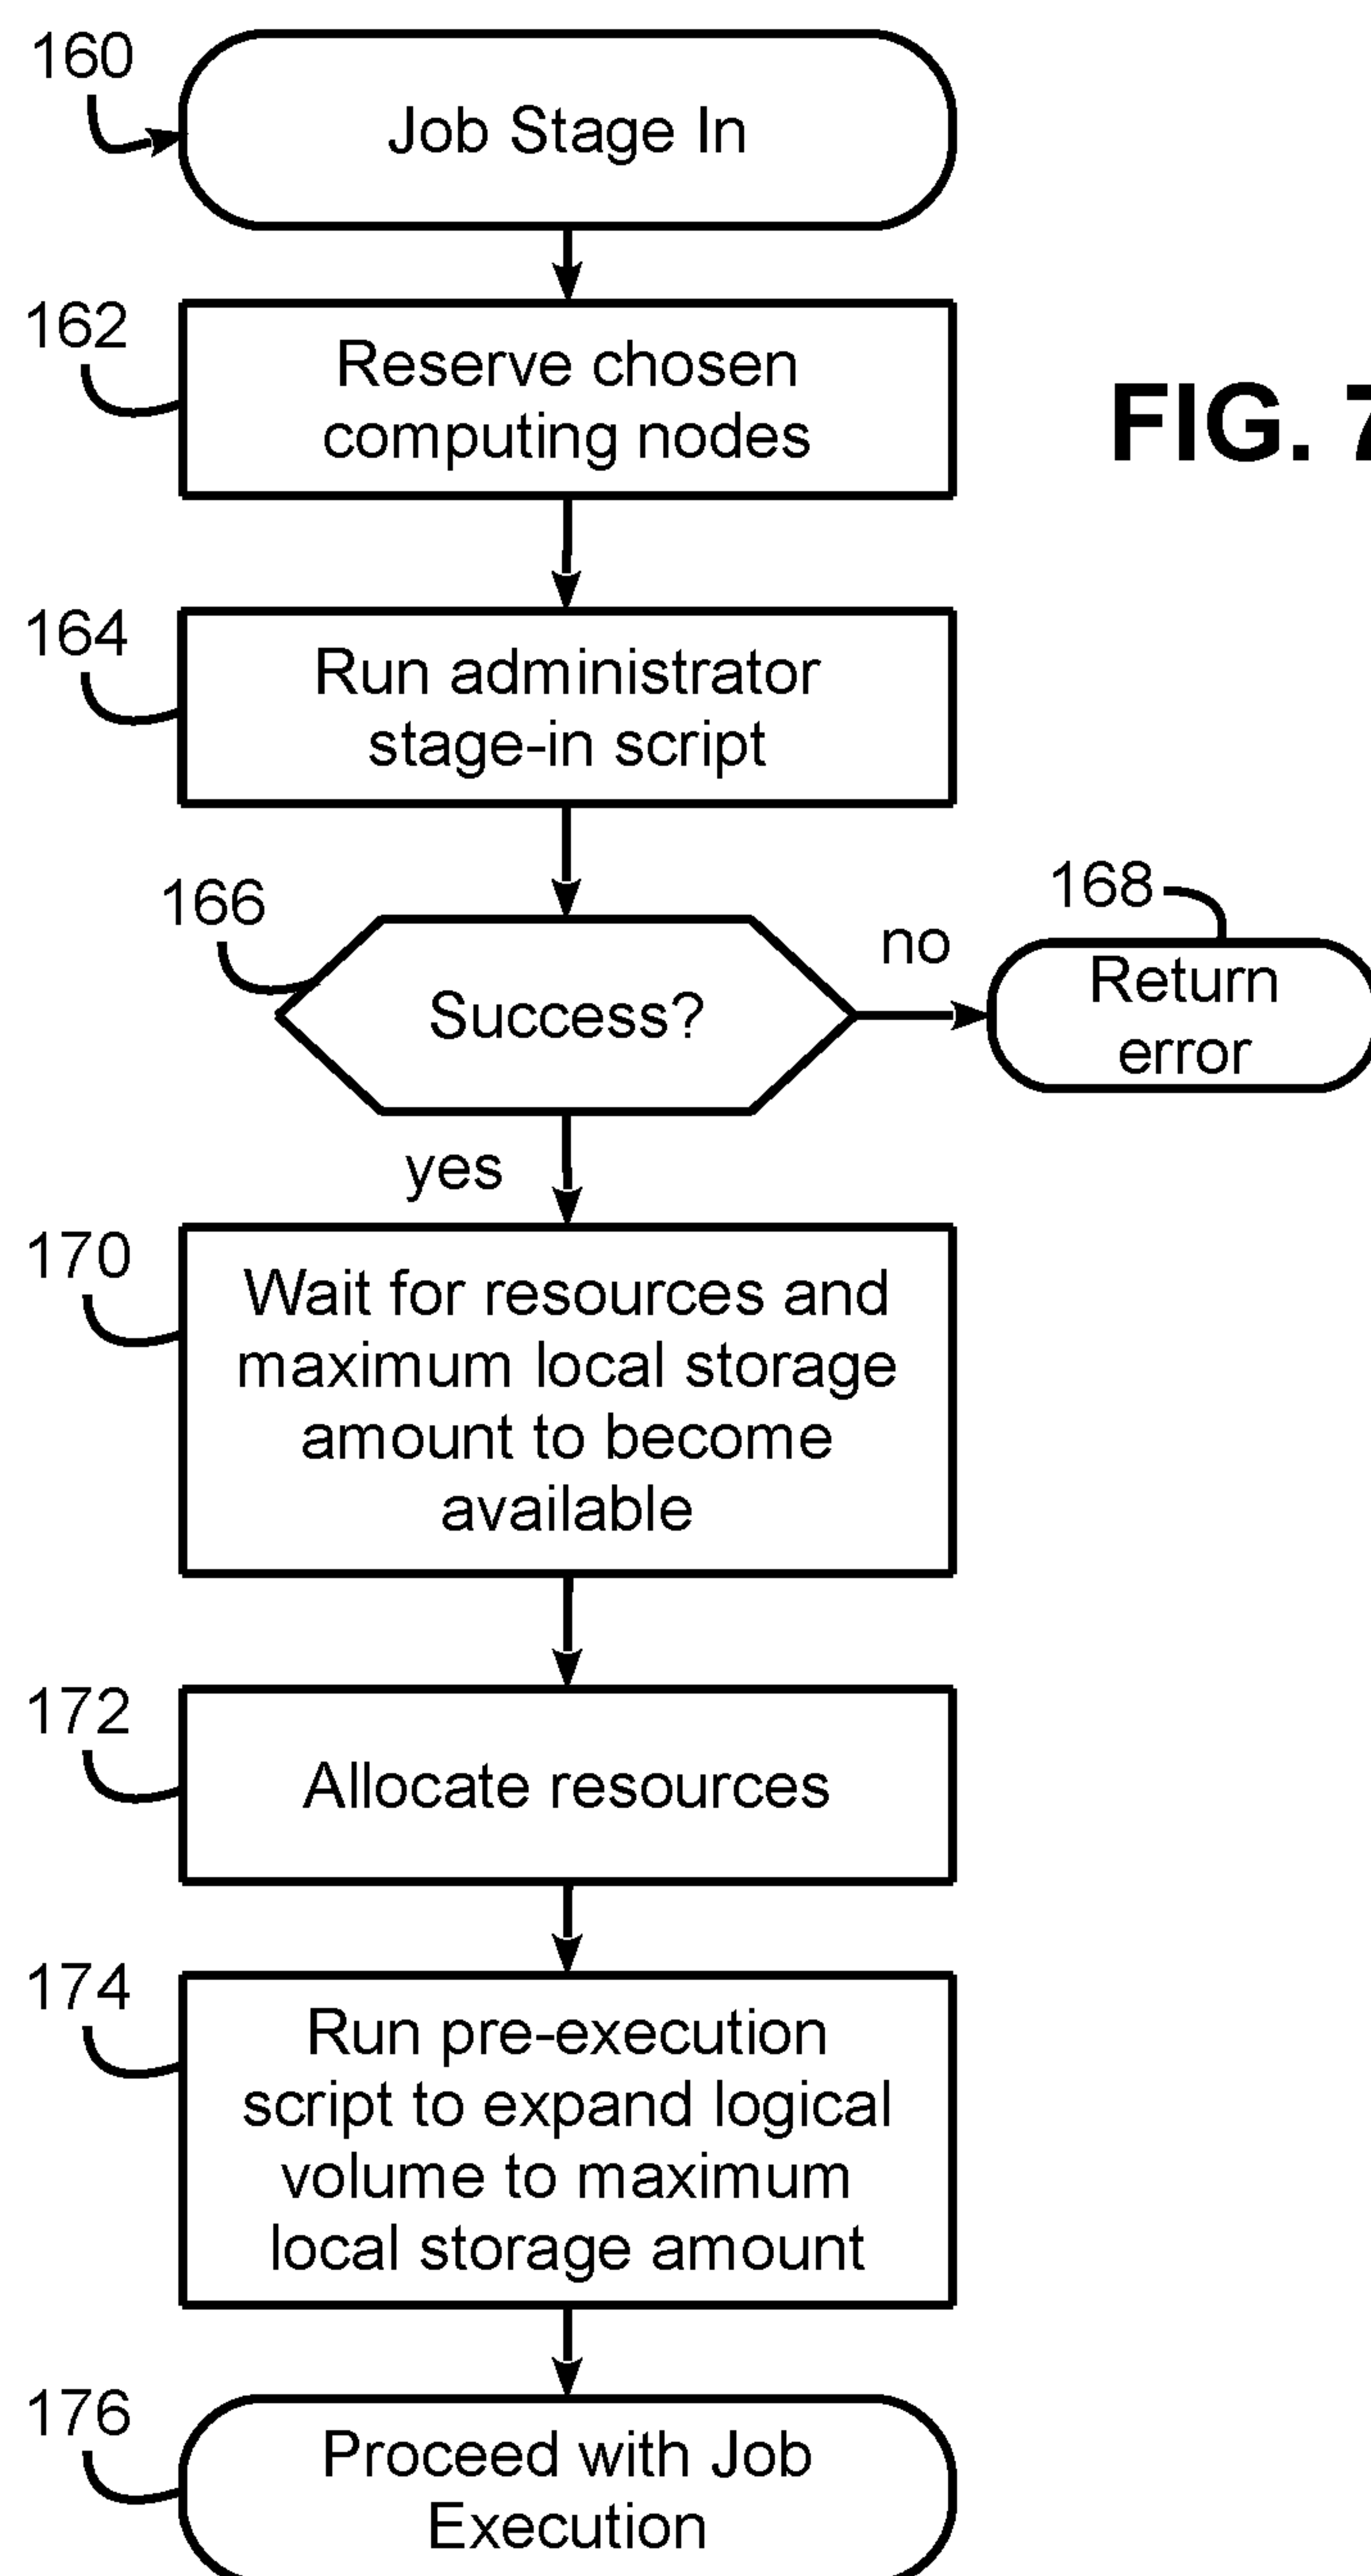 160
Job Stage In
162
Reserve chosen
computing nodes
FIG. 7
164
Run administrator
stage-in script
166
Success?
no
168
Return
error
yes
170
Wait for resources and
maximum local storage
amount to become
available
172
Allocate resources
174
Run pre-execution
script to expand logical
volume to maximum
local storage amount
176
Proceed with Job
Execution